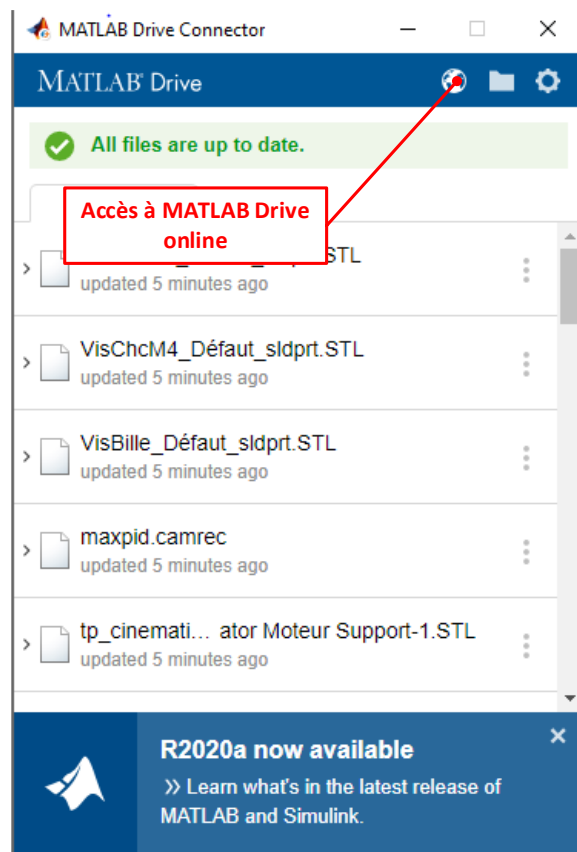 MATLAB Drive Connector
MATLAB® Drive
All files are up to date.
Accès à MATLAB Drive
online
STL
updated 5 minutes ago
VisChcM4_Défaut_sldprt.STL
updated 5 minutes ago
VisBille_Défaut_sldprt.STL
updated 5 minutes ago
maxpid.camrec
updated 5 minutes ago
tp_cinemati... ator Moteur Support-1.STL
updated 5 minutes ago
R2020a now available
» Learn what's in the latest release of
MATLAB and Simulink.